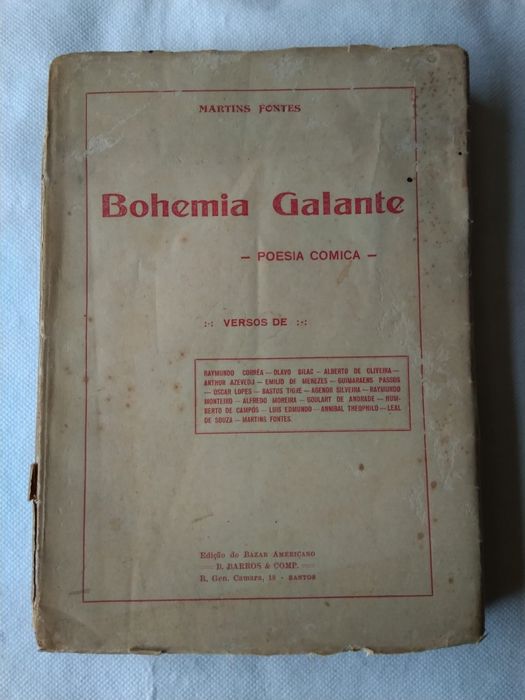 MARTINS FONTES
Bohemia Galante
— POESIA COMICA —
:-: VERSOS DE :-:
RAYMUNDO CORRÊA — OLAVO BILAC — ALBERTO DE OLIVEIRA —
ARTHUR AZEVEDO — EMILIO DE MENEZES — GUIMARAENS PASSOS
— OSCAR LOPES — BASTOS TIGRE — AGENOR SILVEIRA — RAYMUNDO
MONTEIRO — ALFREDO MOREIRA — GOULART DE ANDRADE — HUM-
BERTO DE CAMPOS — LUIS EDMUNDO — ANNIBAL THEOPHILO — LEAL
DE SOUZA — MARTINS FONTES.
Edição do BAZAR AMERICANO
— D. BARROS & COMP. —
R. Gen. Camara, 18 - SANTOS